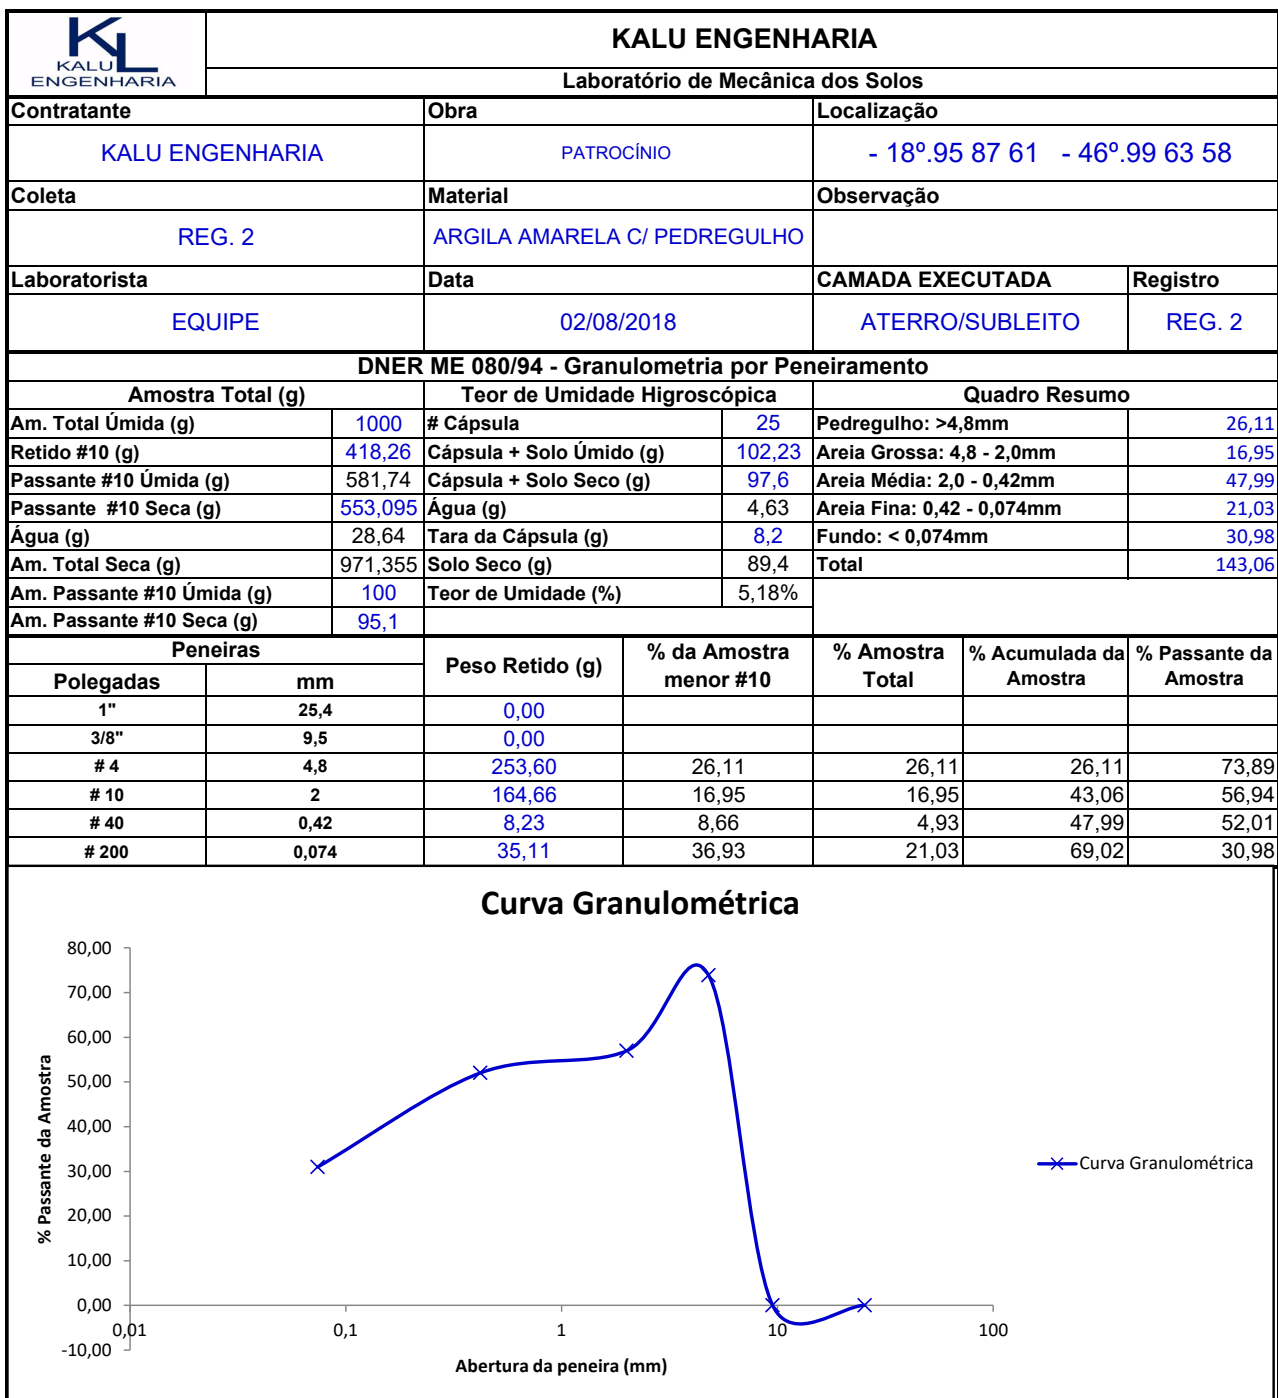 KL
KALU
ENGENHARIA
KALU ENGENHARIA
Laboratório de Mecânica dos Solos
Contratante Obra Localização
KALU ENGENHARIA PATROCÍNIO - 18º.95 87 61 - 46º.99 63 58
Coleta Material Observação
REG. 2 ARGILA AMARELA C/ PEDREGULHO
Laboratorista Data CAMADA EXECUTADA Registro
EQUIPE 02/08/2018 ATERRO/SUBLEITO REG. 2
DNER ME 080/94 - Granulometria por Peneiramento
Amostra Total (g) Teor de Umidade Higroscópica Quadro Resumo
Am. Total Úmida (g) 1000 # Cápsula 25 Pedregulho: >4,8mm 26,11
Retido #10 (g) 418,26 Cápsula + Solo Úmido (g) 102,23 Areia Grossa: 4,8 - 2,0mm 16,95
Passante #10 Úmida (g) 581,74 Cápsula + Solo Seco (g) 97,6 Areia Média: 2,0 - 0,42mm 47,99
Passante #10 Seca (g) 553,095 Água (g) 4,63 Areia Fina: 0,42 - 0,074mm 21,03
Água (g) 28,64 Tara da Cápsula (g) 8,2 Fundo: < 0,074mm 30,98
Am. Total Seca (g) 971,355 Solo Seco (g) 89,4 Total 143,06
Am. Passante #10 Úmida (g) 100 Teor de Umidade (%) 5,18%
Am. Passante #10 Seca (g) 95,1
Peneiras Peso Retido (g) % da Amostra menor #10 % Amostra Total % Acumulada da Amostra % Passante da Amostra
Polegadas mm
1" 25,4 0,00
3/8" 9,5 0,00
# 4 4,8 253,60 26,11 26,11 26,11 73,89
# 10 2 164,66 16,95 16,95 43,06 56,94
# 40 0,42 8,23 8,66 4,93 47,99 52,01
# 200 0,074 35,11 36,93 21,03 69,02 30,98
Curva Granulométrica
80,00
70,00
60,00
50,00
40,00
30,00
20,00
10,00
0,00
-10,00
% Passante da Amostra
0,01 0,1 1 10 100
Abertura da peneira (mm)
Curva Granulométrica